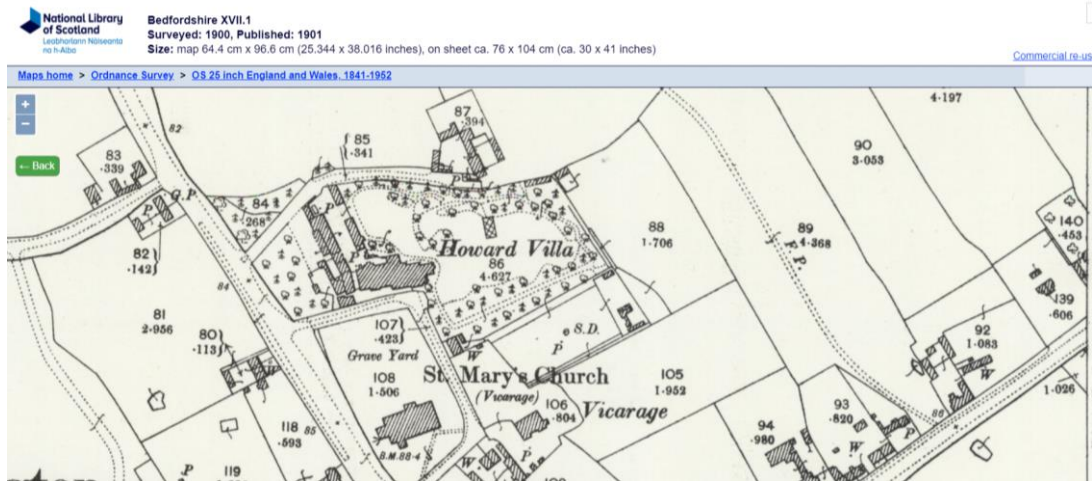 National Library
of Scotland
Leabharlann Nàiseanta
na h-Alba
Bedfordshire XVII.1
Surveyed: 1900, Published: 1901
Size: map 64.4 cm x 96.6 cm (25.344 x 38.016 inches), on sheet ca. 76 x 104 cm (ca. 30 x 41 inches)
Commercial re-us
Maps home > Ordnance Survey > OS 25 inch England and Wales, 1841-1952
+
−
← Back
82
83
·339
85
·341
87
·394
4·197
90
3·053
84
·268
G.P.
P
P
P
P
82
·142
Howard Villa
86
4·627
88
1·706
89
4·368
F.P.
140
·453
139
·606
84
81
2·956
80
·113
W
107
·423
Grave Yard
108
1·506
S.D.
P
W
St. Mary's Church
(Vicarage)
105
1·952
106
·804
Vicarage
92
1·083
W
1·026
93
·820
88
94
·980
W
P
118
·593
85
B.M.88·4
119
P
W
P